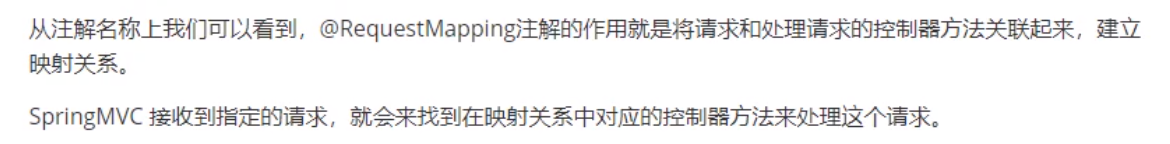 从注解名称上我们可以看到，@RequestMapping注解的作用就是将请求和处理请求的控制器方法关联起来，建立
映射关系。
SpringMVC 接收到指定的请求，就会来找到在映射关系中对应的控制器方法来处理这个请求。